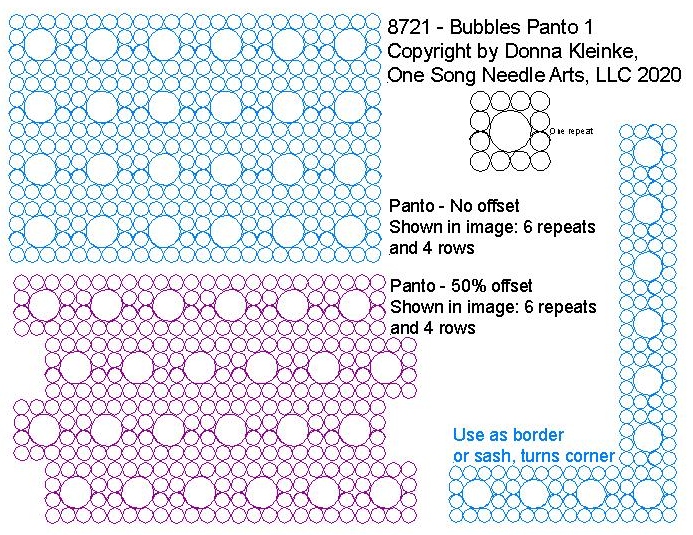 8721 - Bubbles Panto 1
Copyright by Donna Kleinke,
One Song Needle Arts, LLC 2020
One repeat
Panto - No offset
Shown in image: 6 repeats
and 4 rows
Panto - 50% offset
Shown in image: 6 repeats
and 4 rows
Use as border
or sash, turns corner